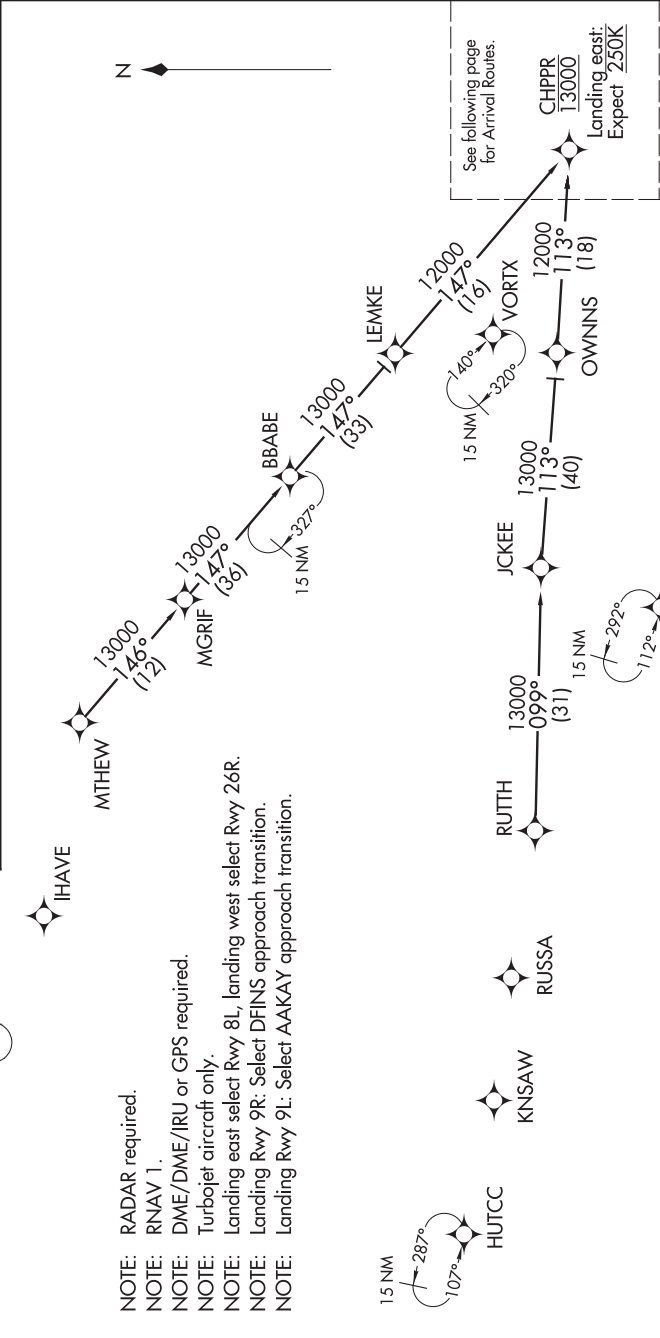 N
See following page
for Arrival Routes.
CHPPR
13000
Landing east:
Expect 250K
IHAVE
MTHEW
13000
146°
(12)
MGRIF
13000
147°
(36)
BBABE
327°
15 NM
13000
147°
(33)
LEMKE
12000
147°
(16)
VORTX
140°
320°
15 NM
NOTE: RADAR required.
NOTE: RNAV 1.
NOTE: DME/DME/IRU or GPS required.
NOTE: Turbojet aircraft only.
NOTE: Landing east select Rwy 8L, landing west select Rwy 26R.
NOTE: Landing Rwy 9R: Select DFINS approach transition.
NOTE: Landing Rwy 9L: Select AAKAY approach transition.
15 NM
287°
107°
HUTCC
KNSAW
RUSSA
RUTTH
13000
099°
(31)
JCKEE
13000
113°
(40)
OWNNS
12000
113°
(18)
15 NM
292°
112°